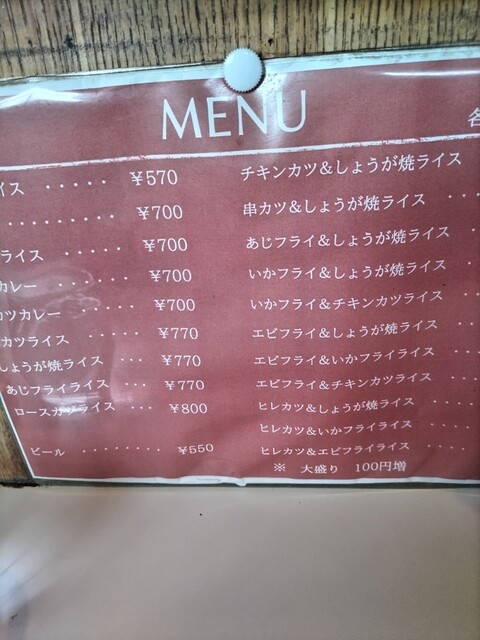 MENU
各
イス ・・・・・ ¥570
・・・・・・・・・・ ¥700
ライス ・・・・・ ¥700
カレー ・・・・・ ¥700
カツカレー ・・・・ ¥700
カツライス ・・・・ ¥770
しょうが焼ライス ・・・ ¥770
あじフライライス ・・・ ¥770
ロースカツライス ・・・ ¥800
ビール ・・・・・・・・・ ¥550
チキンカツ&しょうが焼ライス
串カツ&しょうが焼ライス
あじフライ&しょうが焼ライス
いかフライ&しょうが焼ライス
いかフライ&チキンカツライス
エビフライ&しょうが焼ライス
エビフライ&いかフライライス
エビフライ&チキンカツライス
ヒレカツ&しょうが焼ライス
ヒレカツ&いかフライライス
ヒレカツ&エビフライライス
※ 大盛り 100円増